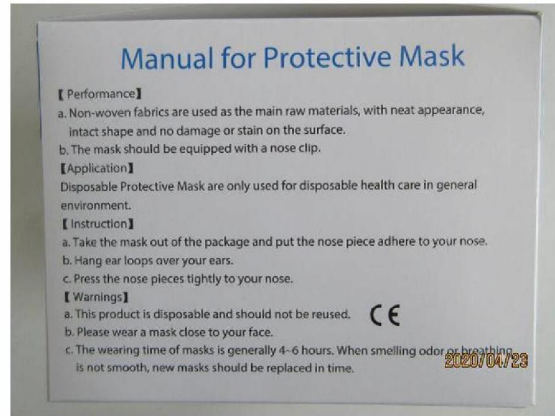 Manual for Protective Mask
【 Performance】
a. Non-woven fabrics are used as the main raw materials, with neat appearance,
intact shape and no damage or stain on the surface.
b. The mask should be equipped with a nose clip.
【Application】
Disposable Protective Mask are only used for disposable health care in general
environment.
【 Instruction】
a. Take the mask out of the package and put the nose piece adhere to your nose.
b. Hang ear loops over your ears.
c. Press the nose pieces tightly to your nose.
【 Warnings】
a. This product is disposable and should not be reused. CE
b. Please wear a mask close to your face.
c. The wearing time of masks is generally 4~6 hours. When smelling odor or breathing
is not smooth, new masks should be replaced in time.
2020/04/23